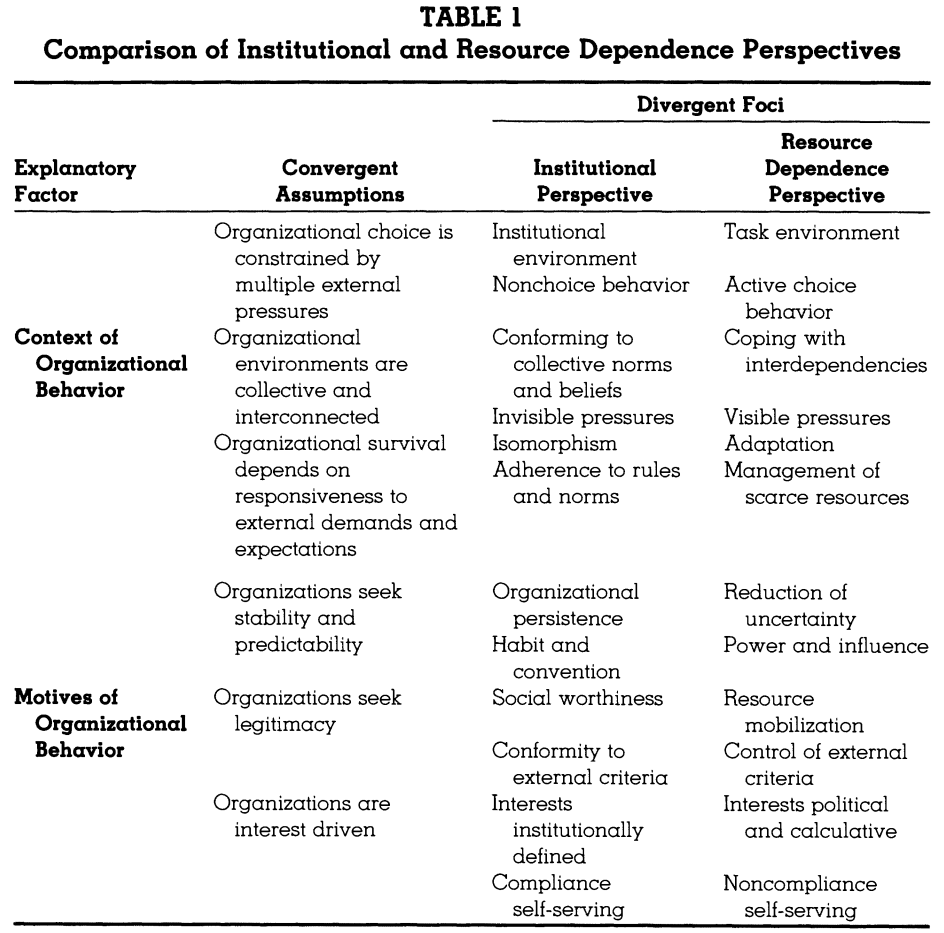 TABLE 1
Comparison of Institutional and Resource Dependence Perspectives
Divergent Foci
Resource
Explanatory Convergent Institutional Dependence
Factor Assumptions Perspective Perspective
Organizational choice is Institutional Task environment
constrained by environment
multiple external Nonchoice behavior Active choice
pressures behavior
Context of Organizational Conforming to Coping with
Organizational environments are collective norms interdependencies
Behavior collective and and beliefs
interconnected Invisible pressures Visible pressures
Organizational survival Isomorphism Adaptation
depends on Adherence to rules Management of
responsiveness to and norms scarce resources
external demands and
expectations
Organizations seek Organizational Reduction of
stability and persistence uncertainty
predictability Habit and Power and influence
convention
Motives of Organizations seek Social worthiness Resource
Organizational legitimacy mobilization
Behavior Conformity to Control of external
external criteria criteria
Organizations are Interests Interests political
interest driven institutionally and calculative
defined
Compliance Noncompliance
self-serving self-serving